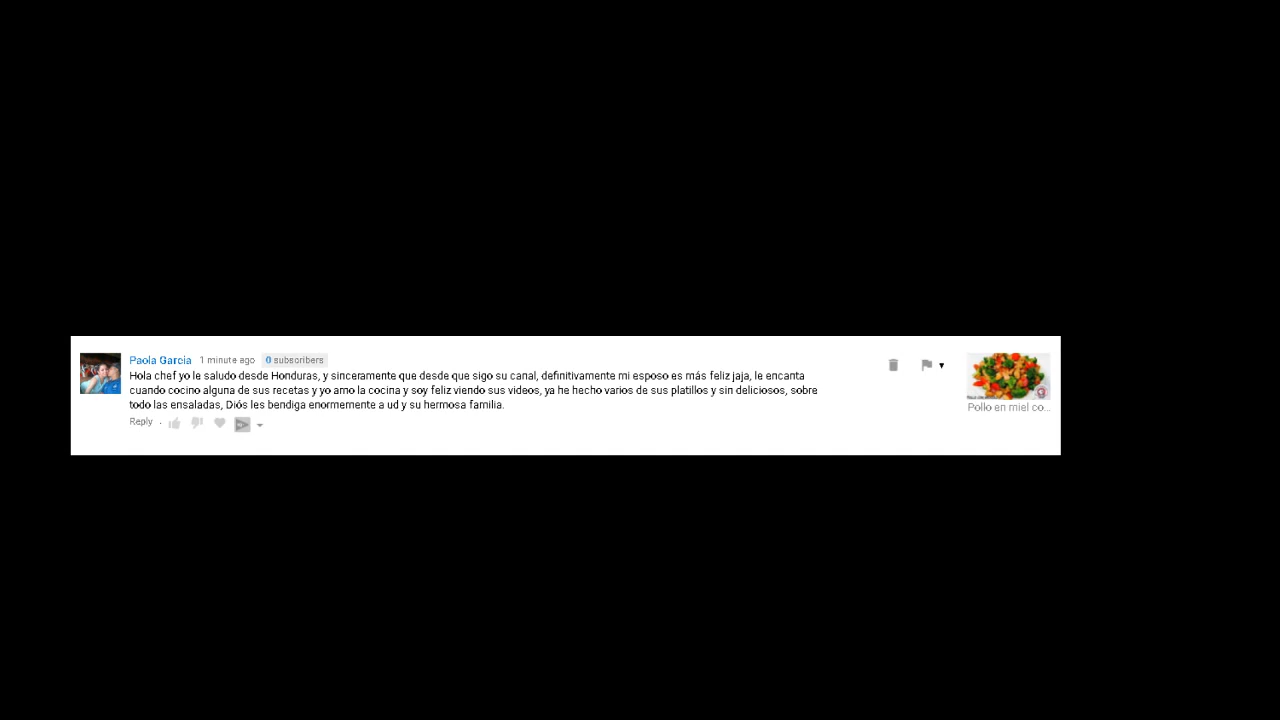 Paola Garcia 1 minute ago 0 subscribers
Hola chef yo le saludo desde Honduras, y sinceramente que desde que sigo su canal, definitivamente mi esposo es más feliz jaja, le encanta
cuando cocino alguna de sus recetas y yo amo la cocina y soy feliz viendo sus videos, ya he hecho varios de sus platillos y sin deliciosos, sobre
todo las ensaladas, Diós les bendiga enormemente a ud y su hermosa familia.
Reply
Pollo en miel co...